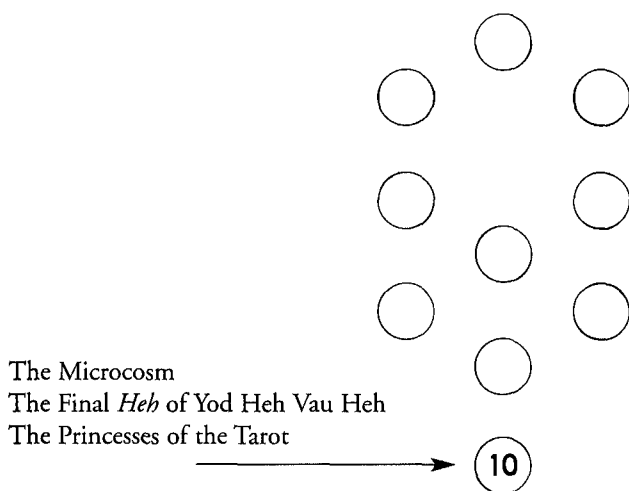 The Microcosm
The Final Heh of Yod Heh Vau Heh
The Princesses of the Tarot
10